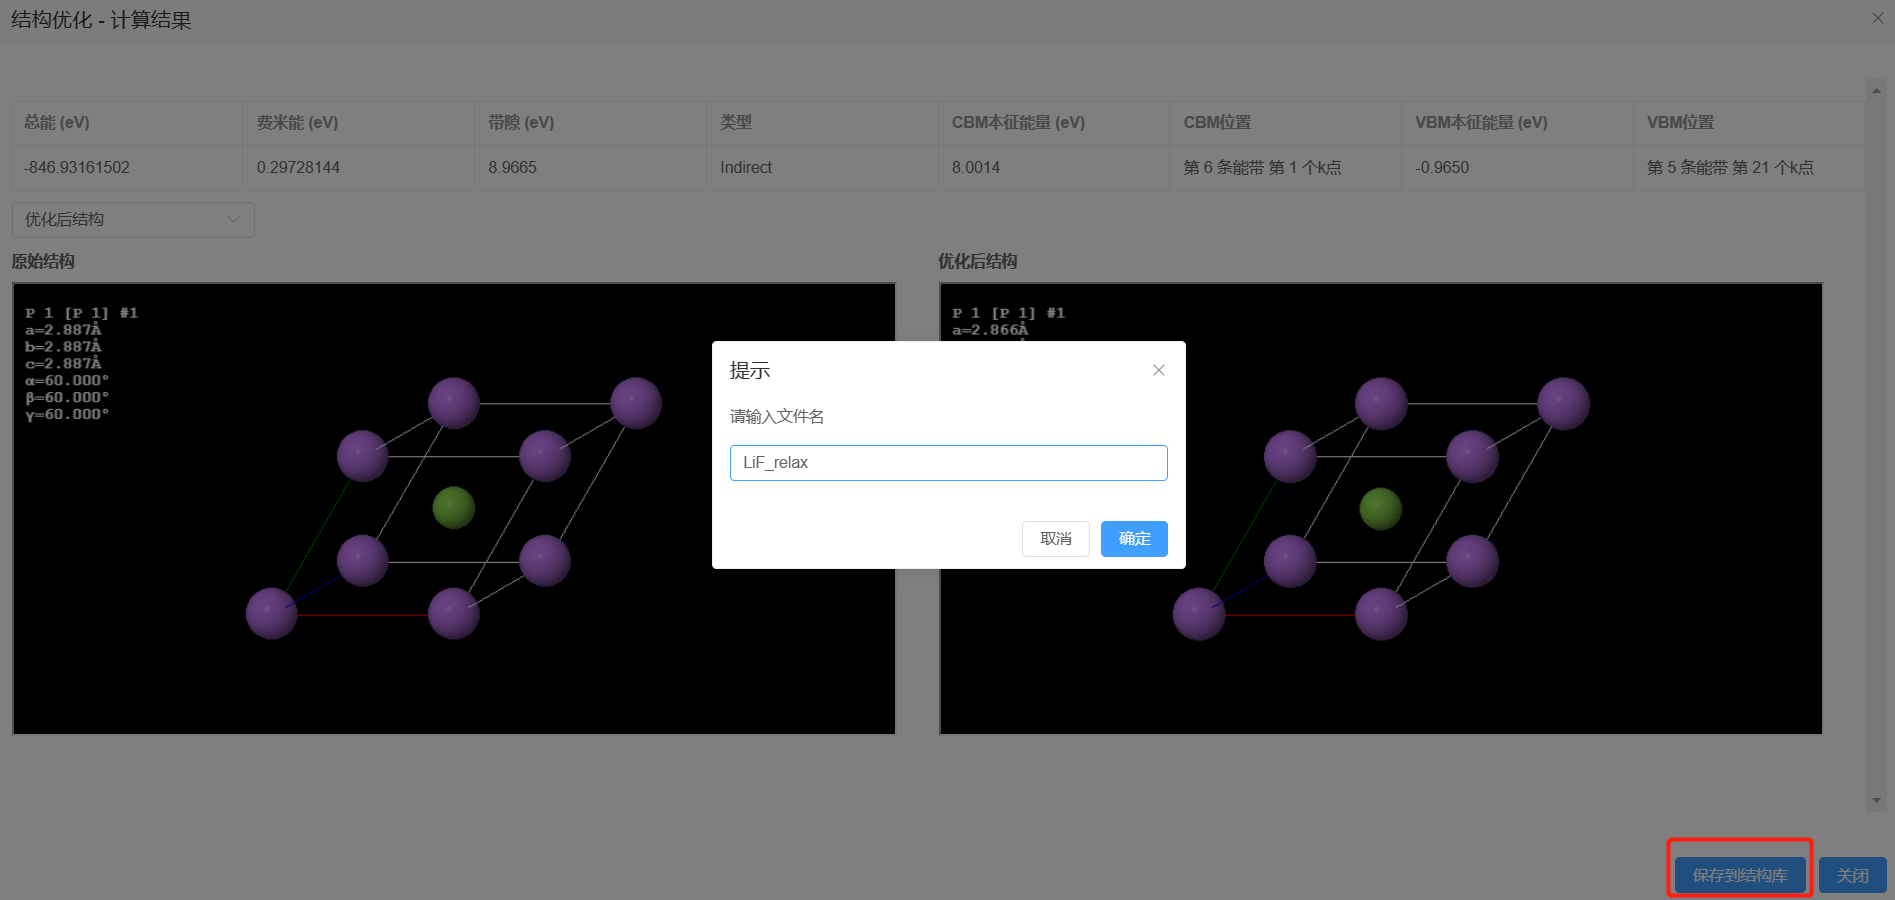 结构优化 - 计算结果
总能 (eV) 费米能 (eV) 带隙 (eV) 类型 CBM本征能量 (eV) CBM位置 VBM本征能量 (eV) VBM位置
-846.93161502 0.29728144 8.9665 Indirect 8.0014 第 6 条能带 第 1 个k点 -0.9650 第 5 条能带 第 21 个k点
优化后结构
原始结构
P 1 [P 1] #1
a=2.887Å
b=2.887Å
c=2.887Å
α=60.000°
β=60.000°
γ=60.000°
优化后结构
P 1 [P 1] #1
a=2.866Å
提示
请输入文件名
LiF_relax
取消 确定
保存到结构库 关闭